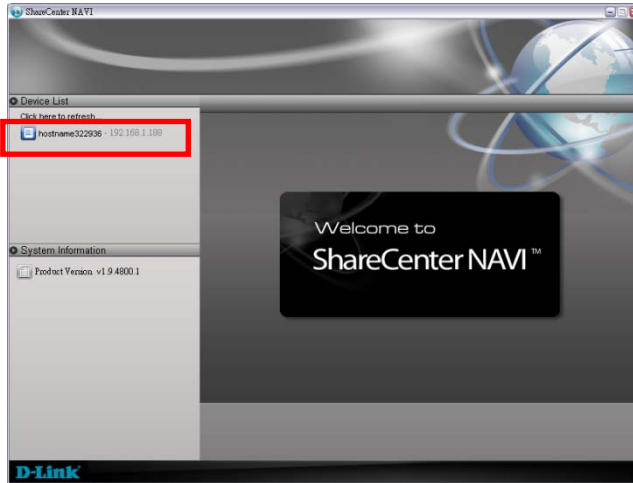 ShareCenter NAVI
Device List
Click here to refresh...
hostname322936 - 192.168.1.188
Welcome to
ShareCenter NAVI™
System Information
Product Version v1.9.4800.1
D-Link